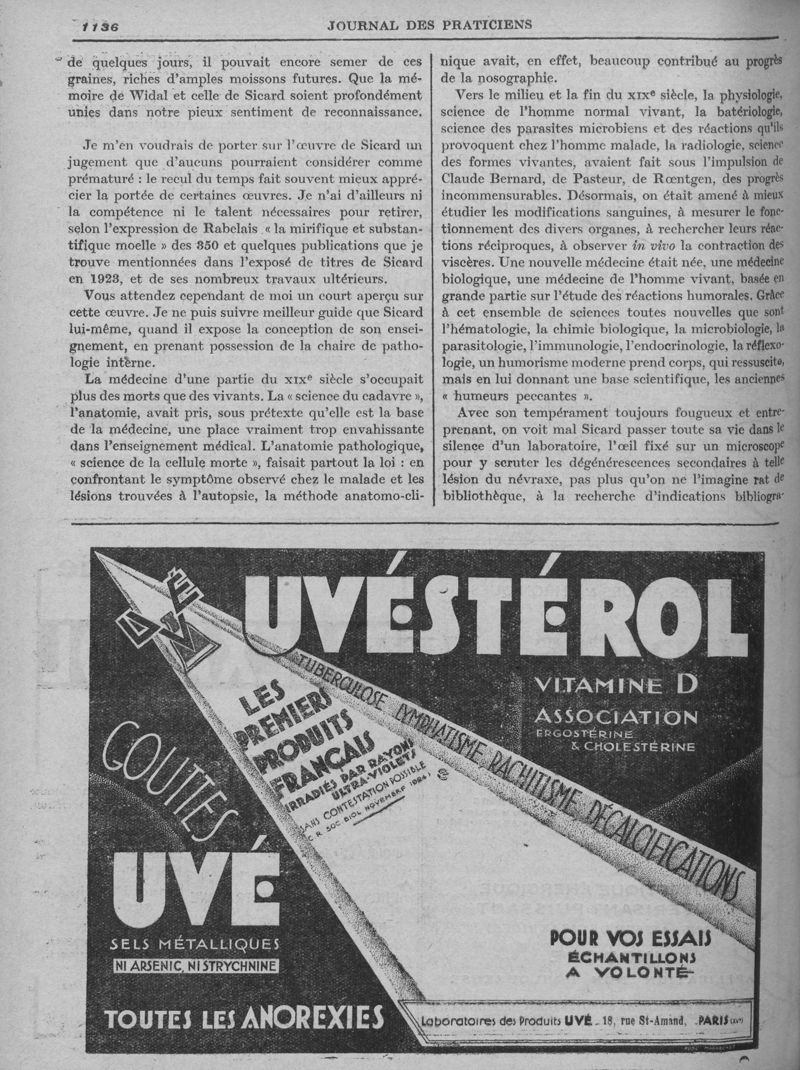 1136
JOURNAL DES PRATICIENS
de quelques jours, il pouvait encore semer de ces
graines, riches d'amples moissons futures. Que la mé-
moire de Widal et celle de Sicard soient profondément
unies dans notre pieux sentiment de reconnaissance.
Je m'en voudrais de porter sur l'œuvre de Sicard un
jugement que d'aucuns pourraient considérer comme
prématuré : le recul du temps fait souvent mieux appré-
cier la portée de certaines œuvres. Je n'ai d'ailleurs ni
la compétence ni le talent nécessaires pour retirer,
selon l'expression de Rabelais « la mirifique et substan-
tifique moelle » des 350 et quelques publications que je
trouve mentionnées dans l'exposé de titres de Sicard
en 1923, et de ses nombreux travaux ultérieurs.
Vous attendez cependant de moi un court aperçu sur
cette œuvre. Je ne puis suivre meilleur guide que Sicard
lui-même, quand il expose la conception de son ensei-
gnement, en prenant possession de la chaire de patho-
logie interne.
La médecine d'une partie du XIXe siècle s'occupait
plus des morts que des vivants. La « science du cadavre »,
l'anatomie, avait pris, sous prétexte qu'elle est la base
de la médecine, une place vraiment trop envahissante
dans l'enseignement médical. L'anatomie pathologique,
« science de la cellule morte », faisait partout la loi : en
confrontant le symptôme observé chez le malade et les
lésions trouvées à l'autopsie, la méthode anatomo-cli-
nique avait, en effet, beaucoup contribué au progrès
de la nosographie.
Vers le milieu et la fin du XIXe siècle, la physiologie,
science de l'homme normal vivant, la batériologie,
science des parasites microbiens et des réactions qu'ils
provoquent chez l'homme malade, la radiologie, science
des formes vivantes, avaient fait sous l'impulsion de
Claude Bernard, de Pasteur, de Rœntgen, des progrès
incommensurables. Désormais, on était amené à mieux
étudier les modifications sanguines, à mesurer le fonc-
tionnement des divers organes, à rechercher leurs réac-
tions réciproques, à observer in vivo la contraction des
viscères. Une nouvelle médecine était née, une médecine
biologique, une médecine de l'homme vivant, basée en
grande partie sur l'étude des réactions humorales. Grâce
à cet ensemble de sciences toutes nouvelles que sont
l'hématologie, la chimie biologique, la microbiologie, la
parasitologie, l'immunologie, l'endocrinologie, la réflexo-
logie, un humorisme moderne prend corps, qui ressuscite,
mais en lui donnant une base scientifique, les anciennes
« humeurs peccantes ».
Avec son tempérament toujours fougueux et entre-
prenant, on voit mal Sicard passer toute sa vie dans le
silence d'un laboratoire, l'œil fixé sur un microscope
pour y scruter les dégénérescences secondaires à telle
lésion du névraxe, pas plus qu'on ne l'imagine rat de
bibliothèque, à la recherche d'indications bibliogra-
UVÉ
UVÉSTÉROL
VITAMINE D
ASSOCIATION
ERGOSTÉRINE
& CHOLESTÉRINE
TUBERCULOSE LYMPHATISME RACHITISME DÉCALCIFICATIONS
LES
PREMIERS
PRODUITS
FRANÇAIS
IRRADIÉS PAR RAYONS
ULTRA-VIOLETS
SANS CONTESTATION POSSIBLE
C. R. SOC. BIOL. NOVEMBRE 1924
GOUTTES
UVÉ
SELS MÉTALLIQUES
NI ARSENIC, NI STRYCHNINE
TOUTES LES ANOREXIES
POUR VOS ESSAIS
ÉCHANTILLONS
A VOLONTÉ
Laboratoires des Produits UVÉ - 18, rue St-Amand, PARIS (XVe)